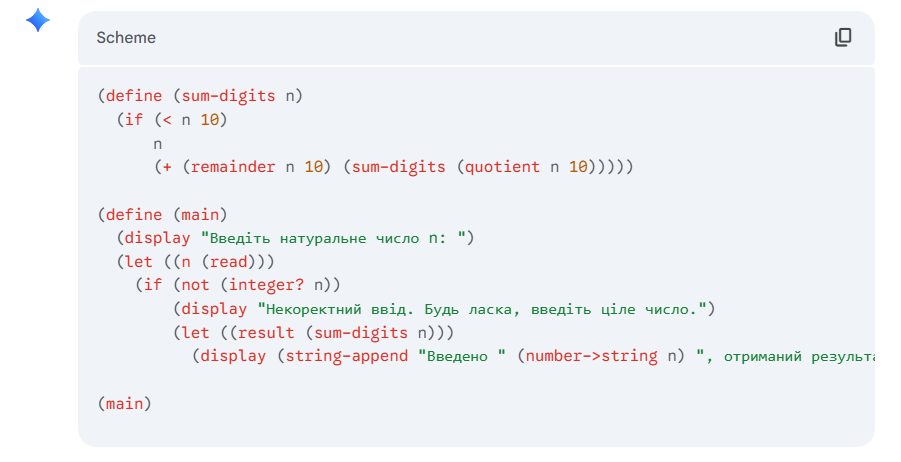 Scheme
(define (sum-digits n)
  (if (< n 10)
      n
      (+ (remainder n 10) (sum-digits (quotient n 10)))))
(define (main)
  (display "Введіть натуральне число n: ")
  (let ((n (read)))
    (if (not (integer? n))
        (display "Некоректний ввід. Будь ласка, введіть ціле число.")
        (let ((result (sum-digits n)))
          (display (string-append "Введено " (number->string n) ", отриманий
(main)